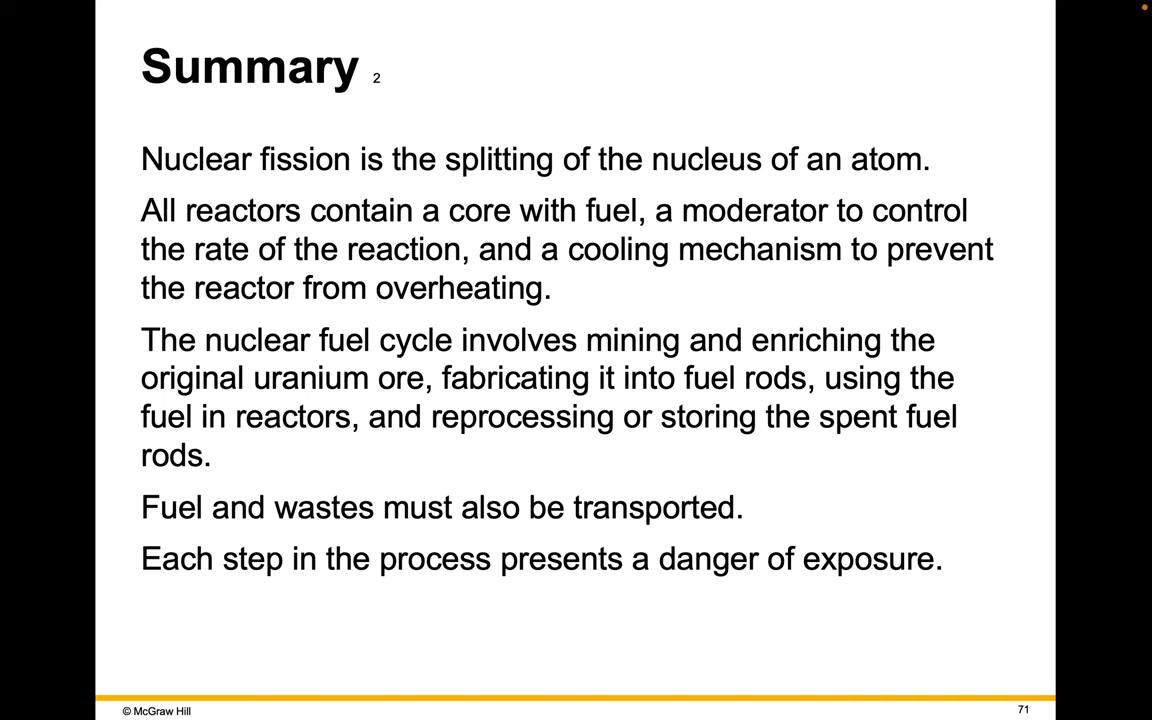 Summary 2
Nuclear fission is the splitting of the nucleus of an atom.
All reactors contain a core with fuel, a moderator to control
the rate of the reaction, and a cooling mechanism to prevent
the reactor from overheating.
The nuclear fuel cycle involves mining and enriching the
original uranium ore, fabricating it into fuel rods, using the
fuel in reactors, and reprocessing or storing the spent fuel
rods.
Fuel and wastes must also be transported.
Each step in the process presents a danger of exposure.
© McGraw Hill
71